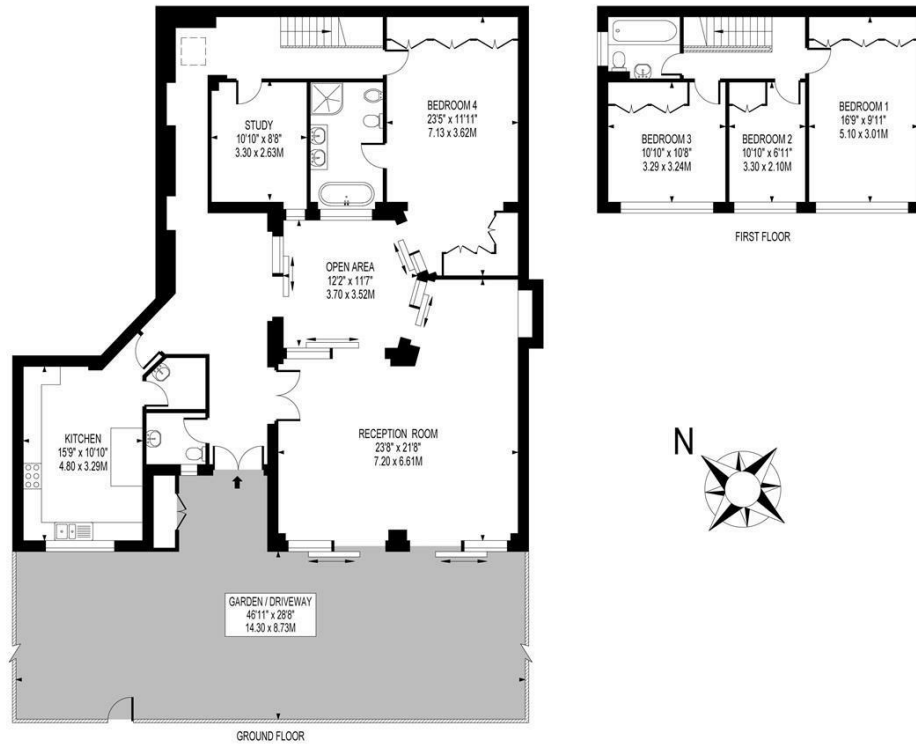 STUDY
10'10" x 8'8"
3.30 x 2.63M
BEDROOM 4
23'5" x 11'11"
7.13 x 3.62M
OPEN AREA
12'2" x 11'7"
3.70 x 3.52M
KITCHEN
15'9" x 10'10"
4.80 x 3.29M
RECEPTION ROOM
23'8" x 21'8"
7.20 x 6.61M
GARDEN / DRIVEWAY
46'11" x 28'8"
14.30 x 8.73M
GROUND FLOOR
BEDROOM 3
10'10" x 10'8"
3.29 x 3.24M
BEDROOM 2
10'10" x 6'11"
3.30 x 2.10M
BEDROOM 1
16'9" x 9'11"
5.10 x 3.01M
FIRST FLOOR
N